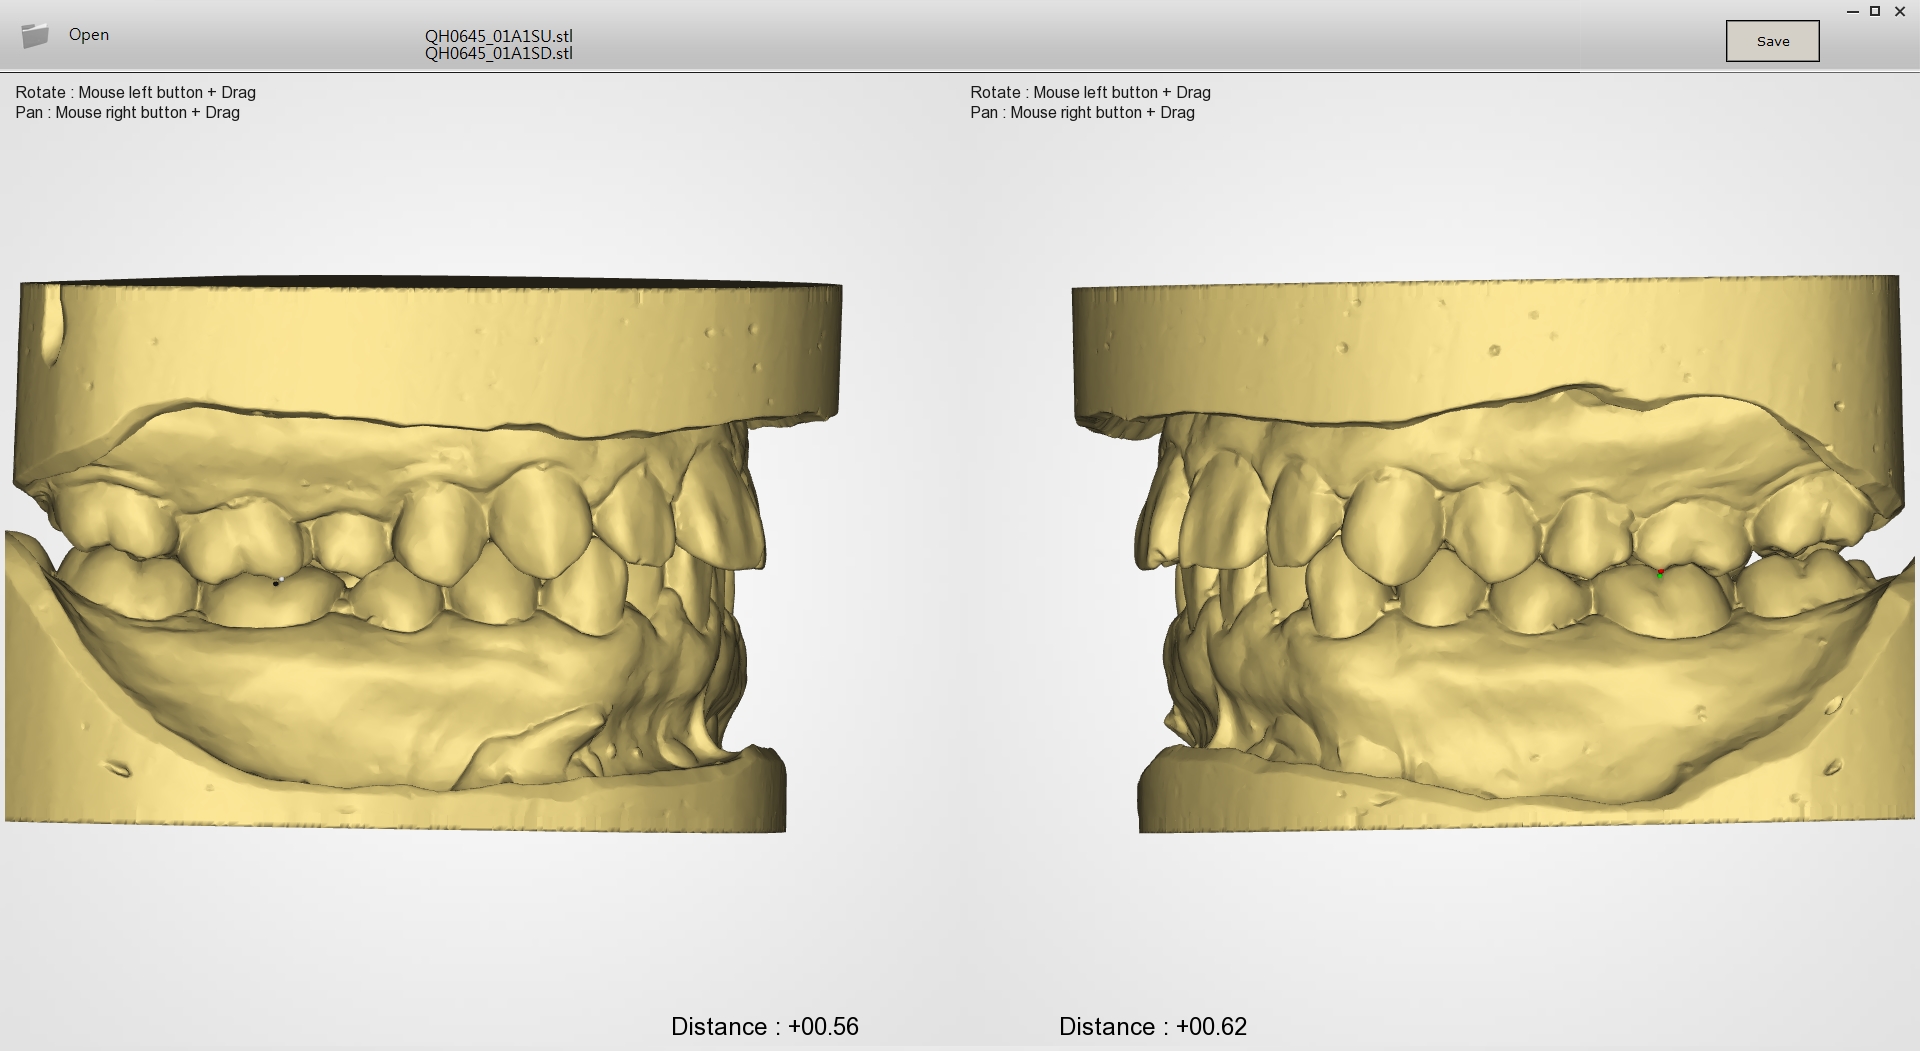 Open
QH0645_01A1SU.stl
QH0645_01A1SD.stl
Save
Rotate : Mouse left button + Drag
Pan : Mouse right button + Drag
Rotate : Mouse left button + Drag
Pan : Mouse right button + Drag
Distance : +00.56
Distance : +00.62